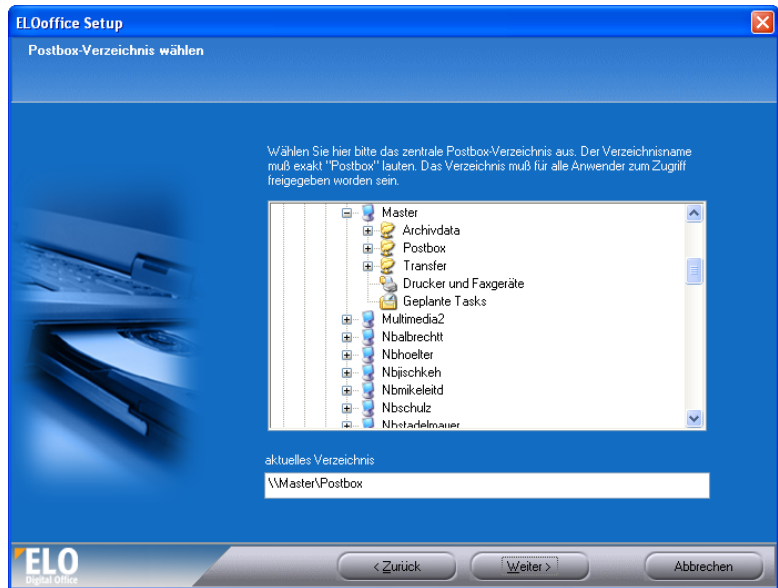 ELOoffice Setup
Postbox-Verzeichnis wählen
Wählen Sie hier bitte das zentrale Postbox-Verzeichnis aus. Der Verzeichnisname
muß exakt "Postbox" lauten. Das Verzeichnis muß für alle Anwender zum Zugriff
freigegeben worden sein.
Master
Archivdata
Postbox
Transfer
Drucker und Faxgeräte
Geplante Tasks
Multimedia2
Nbalbrechtt
Nbhoelter
Nbjischkeh
Nbmikeleitd
Nbschulz
Nbstadelmauer
aktuelles Verzeichnis
\\Master\Postbox
ELO
Digital Office
< Zurück
Weiter >
Abbrechen